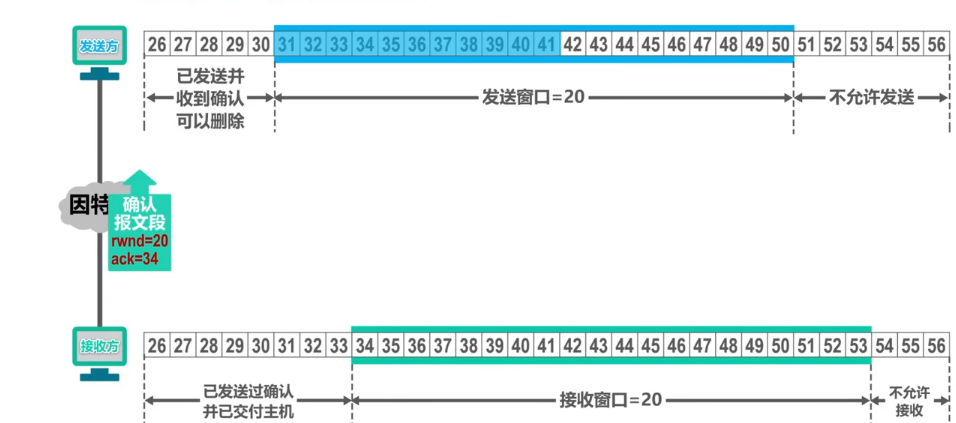 发送方
26 27 28 29 30 31 32 33 34 35 36 37 38 39 40 41 42 43 44 45 46 47 48 49 50 51 52 53 54 55 56
已发送并
收到确认
可以删除
发送窗口=20
不允许发送
因特
确认
报文段
rwnd=20
ack=34
接收方
26 27 28 29 30 31 32 33 34 35 36 37 38 39 40 41 42 43 44 45 46 47 48 49 50 51 52 53 54 55 56
已发送过确认
并已交付主机
接收窗口=20
不允许
接收